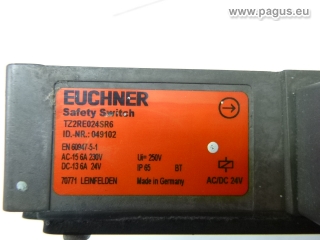 www.pagus.eu
EUCHNER
Safety Switch
TZ2RE024SR6
ID.-NR.: 049102
EN 60947-5-1
AC-15 6A 230V Ui= 250V
DC-13 6A 24V IP 65 BT
70771 LEINFELDEN Made in Germany AC/DC 24V